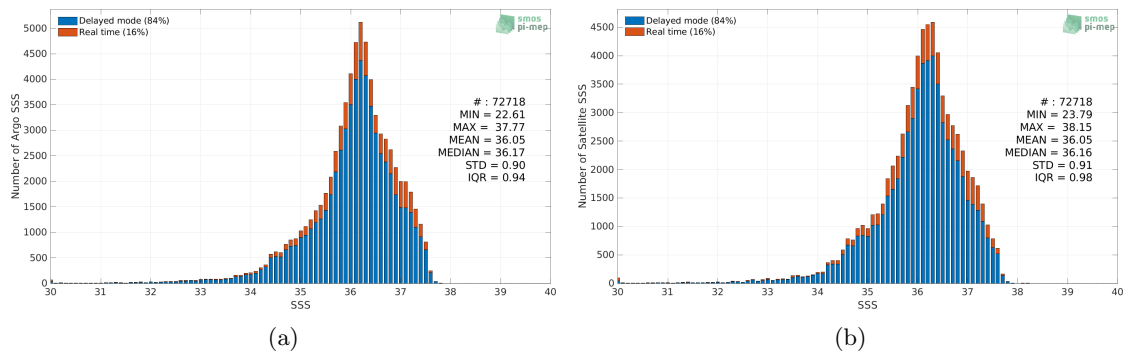 Delayed mode (84%)
Real time (16%)
smos
pi-mep
5000
4500
4000
3500
3000
2500
2000
1500
1000
500
0
Number of Argo SSS
# : 72718
MIN = 22.61
MAX = 37.77
MEAN = 36.05
MEDIAN = 36.17
STD = 0.90
IQR = 0.94
30 31 32 33 34 35 36 37 38 39 40
SSS
(a)
Delayed mode (84%)
Real time (16%)
smos
pi-mep
4500
4000
3500
3000
2500
2000
1500
1000
500
0
Number of Satellite SSS
# : 72718
MIN = 23.79
MAX = 38.15
MEAN = 36.05
MEDIAN = 36.16
STD = 0.91
IQR = 0.98
30 31 32 33 34 35 36 37 38 39 40
SSS
(b)